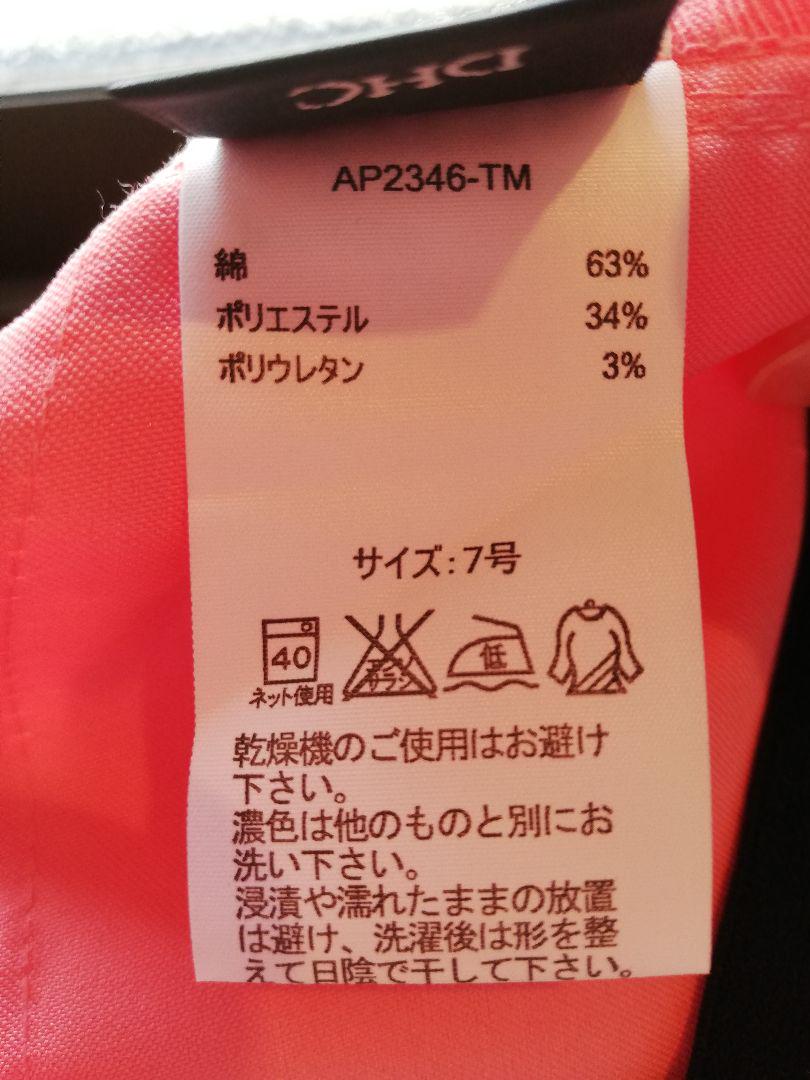 DHC
AP2346-TM
綿 63%
ポリエステル 34%
ポリウレタン 3%
サイズ:7号
40
ネット使用
エンソ
サラシ
低
乾燥機のご使用はお避け
下さい。
濃色は他のものと別にお
洗い下さい。
浸漬や濡れたままの放置
は避け、洗濯後は形を整
えて日陰で干して下さい。